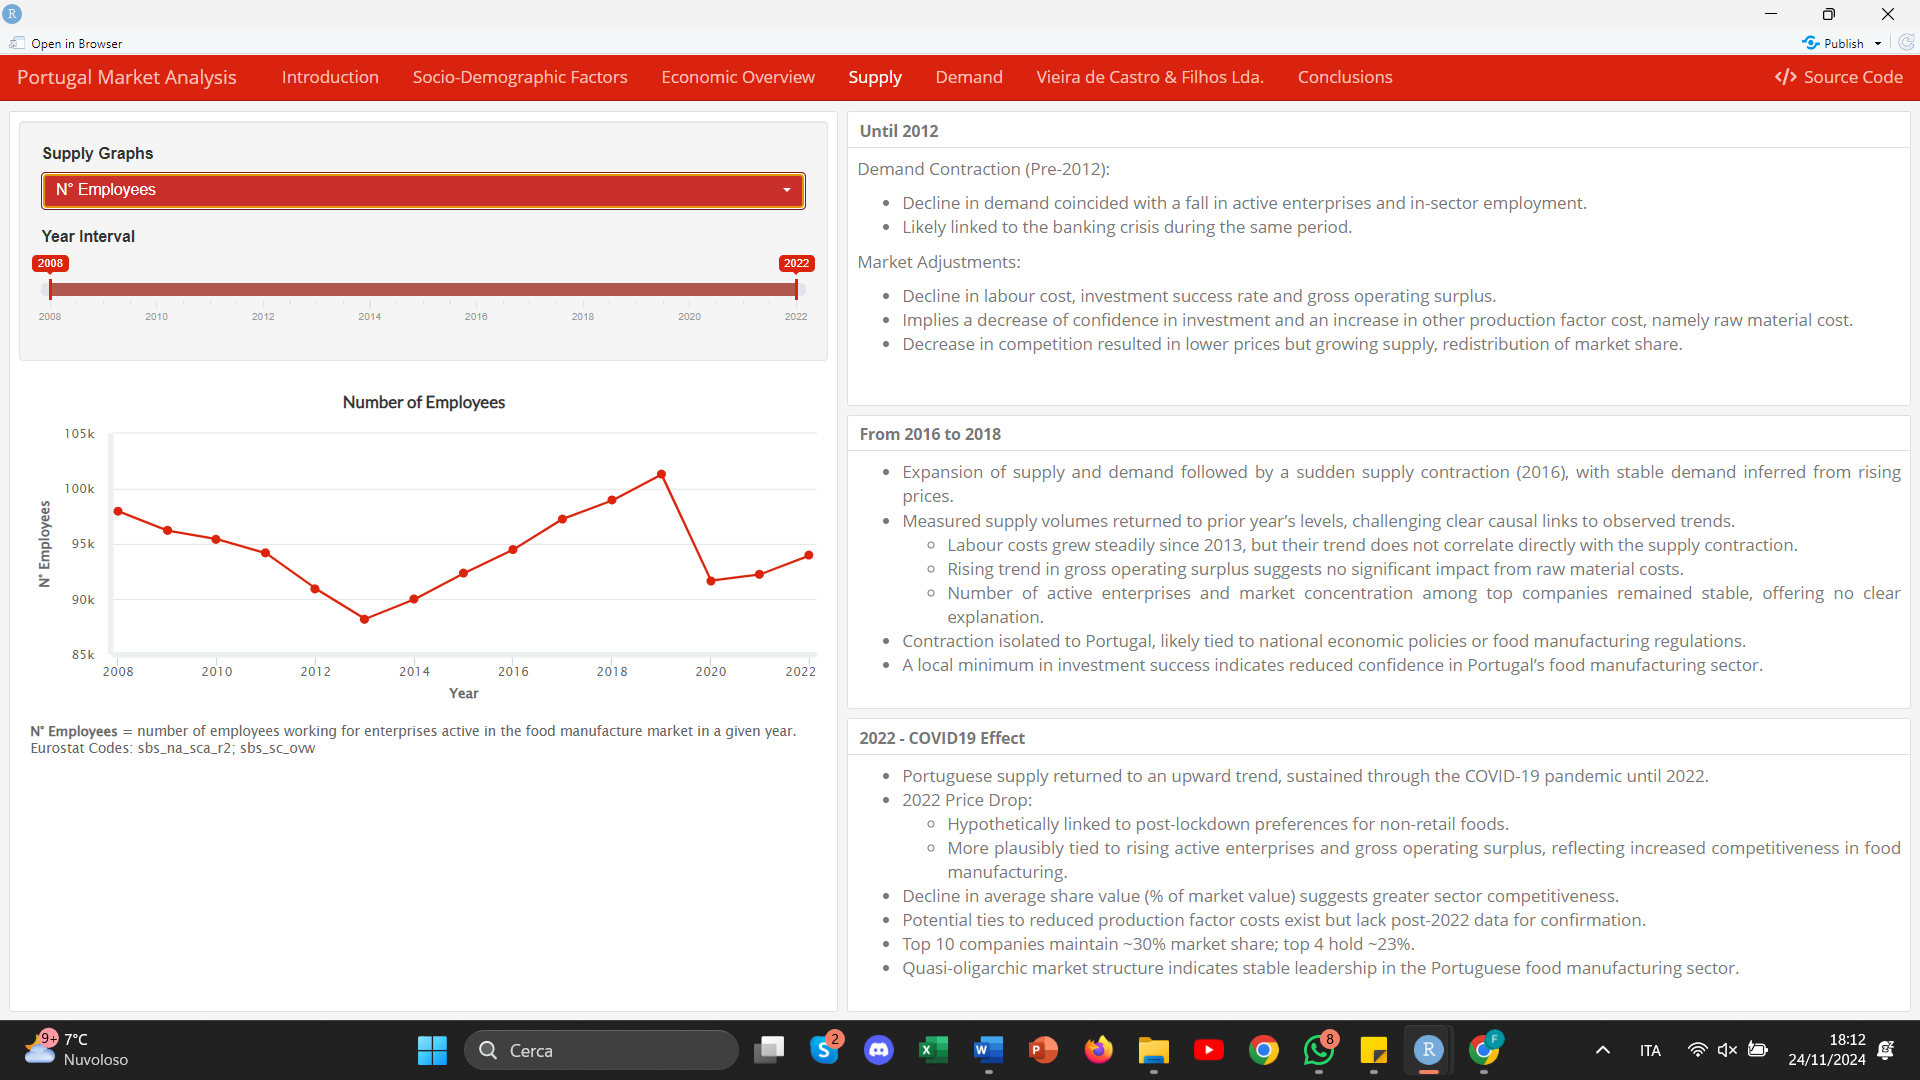 R
Open in Browser
Publish
Portugal Market Analysis
Introduction
Socio-Demographic Factors
Economic Overview
Supply
Demand
Vieira de Castro & Filhos Lda.
Conclusions
</> Source Code
Supply Graphs
N° Employees
Year Interval
2008
2022
2008
2010
2012
2014
2016
2018
2020
2022
Number of Employees
105k
100k
95k
90k
85k
N° Employees
2008
2010
2012
2014
2016
2018
2020
2022
Year
N° Employees = number of employees working for enterprises active in the food manufacture market in a given year.
Eurostat Codes: sbs_na_sca_r2; sbs_sc_ovw
Until 2012
Demand Contraction (Pre-2012):
Decline in demand coincided with a fall in active enterprises and in-sector employment.
Likely linked to the banking crisis during the same period.
Market Adjustments:
Decline in labour cost, investment success rate and gross operating surplus.
Implies a decrease of confidence in investment and an increase in other production factor cost, namely raw material cost.
Decrease in competition resulted in lower prices but growing supply, redistribution of market share.
From 2016 to 2018
Expansion of supply and demand followed by a sudden supply contraction (2016), with stable demand inferred from rising
prices.
Measured supply volumes returned to prior year's levels, challenging clear causal links to observed trends.
Labour costs grew steadily since 2013, but their trend does not correlate directly with the supply contraction.
Rising trend in gross operating surplus suggests no significant impact from raw material costs.
Number of active enterprises and market concentration among top companies remained stable, offering no clear
explanation.
Contraction isolated to Portugal, likely tied to national economic policies or food manufacturing regulations.
A local minimum in investment success indicates reduced confidence in Portugal's food manufacturing sector.
2022 - COVID19 Effect
Portuguese supply returned to an upward trend, sustained through the COVID-19 pandemic until 2022.
2022 Price Drop:
Hypothetically linked to post-lockdown preferences for non-retail foods.
More plausibly tied to rising active enterprises and gross operating surplus, reflecting increased competitiveness in food
manufacturing.
Decline in average share value (% of market value) suggests greater sector competitiveness.
Potential ties to reduced production factor costs exist but lack post-2022 data for confirmation.
Top 10 companies maintain ~30% market share; top 4 hold ~23%.
Quasi-oligarchic market structure indicates stable leadership in the Portuguese food manufacturing sector.
9+
7°C
Nuvoloso
Cerca
2
8
R
F
ITA
18:12
24/11/2024